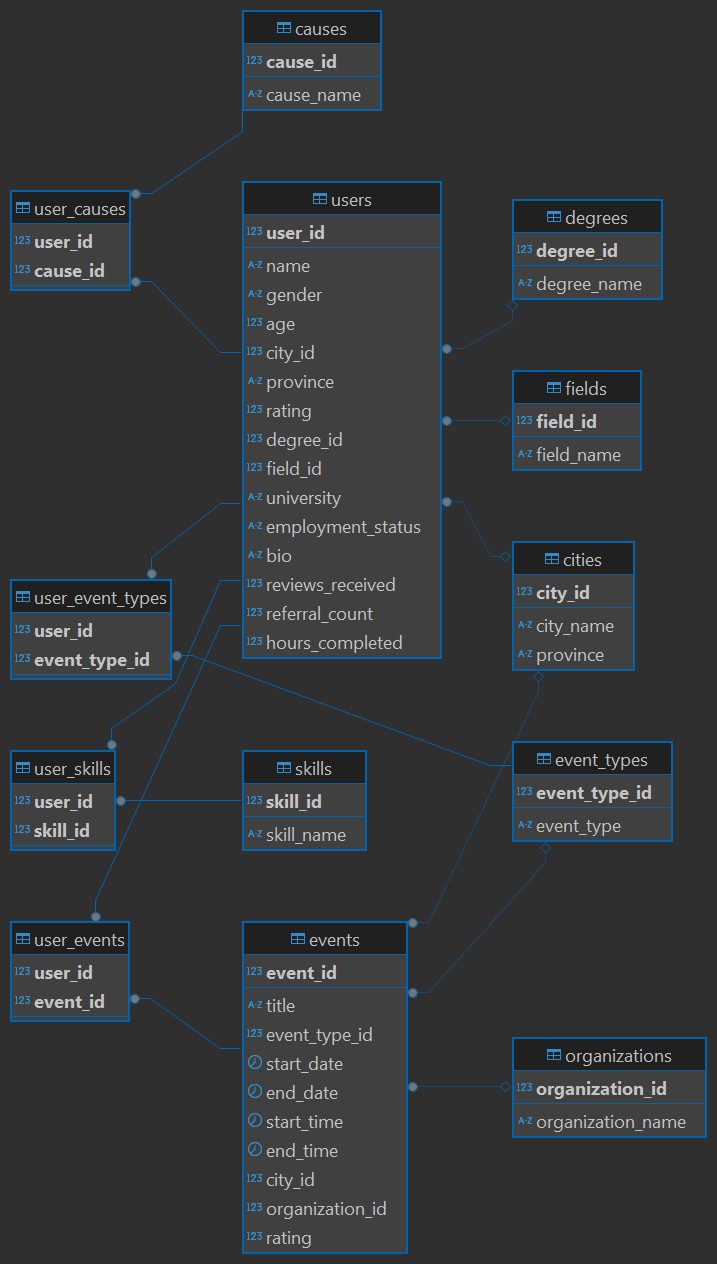 causes
123 cause_id
A-Z cause_name
user_causes
123 user_id
123 cause_id
users
123 user_id
A-Z name
A-Z gender
123 age
123 city_id
A-Z province
123 rating
123 degree_id
123 field_id
A-Z university
A-Z employment_status
A-Z bio
123 reviews_received
123 referral_count
123 hours_completed
degrees
123 degree_id
A-Z degree_name
fields
123 field_id
A-Z field_name
cities
123 city_id
A-Z city_name
A-Z province
user_event_types
123 user_id
123 event_type_id
event_types
123 event_type_id
A-Z event_type
user_skills
123 user_id
123 skill_id
skills
123 skill_id
A-Z skill_name
user_events
123 user_id
123 event_id
events
123 event_id
A-Z title
123 event_type_id
start_date
end_date
start_time
end_time
123 city_id
123 organization_id
123 rating
organizations
123 organization_id
A-Z organization_name